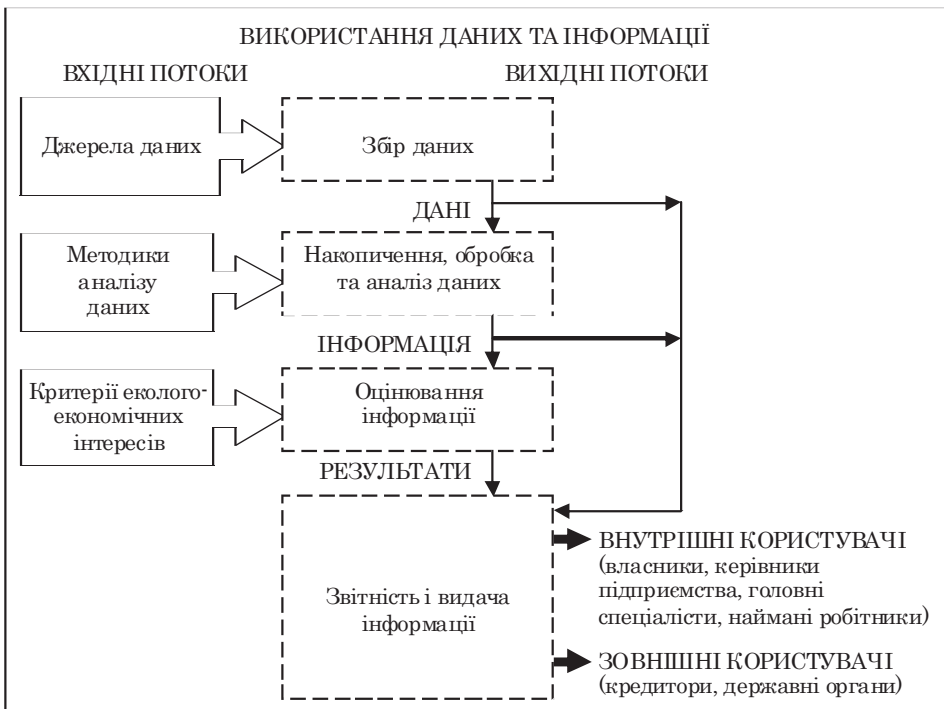 ВИКОРИСТАННЯ ДАНИХ ТА ІНФОРМАЦІЇ
ВХІДНІ ПОТОКИ
ВИХІДНІ ПОТОКИ
Джерела даних
Збір даних
ДАНІ
Методики
аналізу
даних
Накопичення, обробка
та аналіз даних
ІНФОРМАЦІЯ
Критерії еколого-
економічних
інтересів
Оцінювання
інформації
РЕЗУЛЬТАТИ
Звітність і видача
інформації
ВНУТРІШНІ КОРИСТУВАЧІ
(власники, керівники
підприємства, головні
спеціалісти, наймані робітники)
ЗОВНІШНІ КОРИСТУВАЧІ
(кредитори, державні органи)